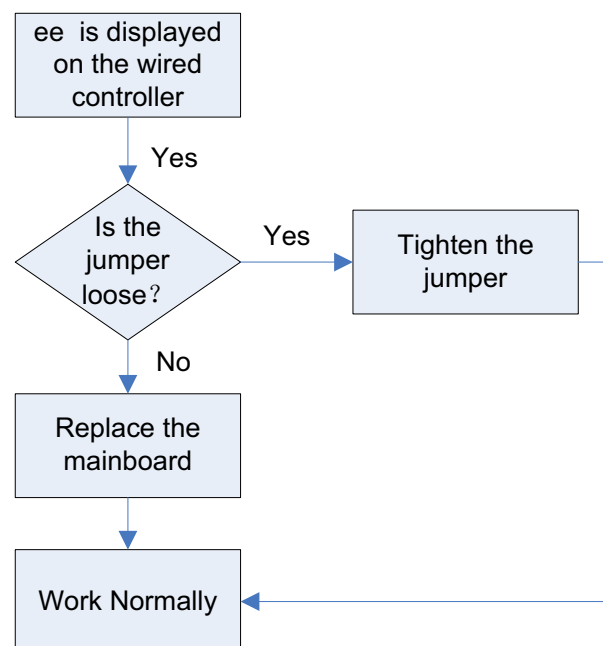 ee is displayed
on the wired
controller
Yes
Is the
jumper
loose?
Yes
Tighten the
jumper
No
Replace the
mainboard
Work Normally